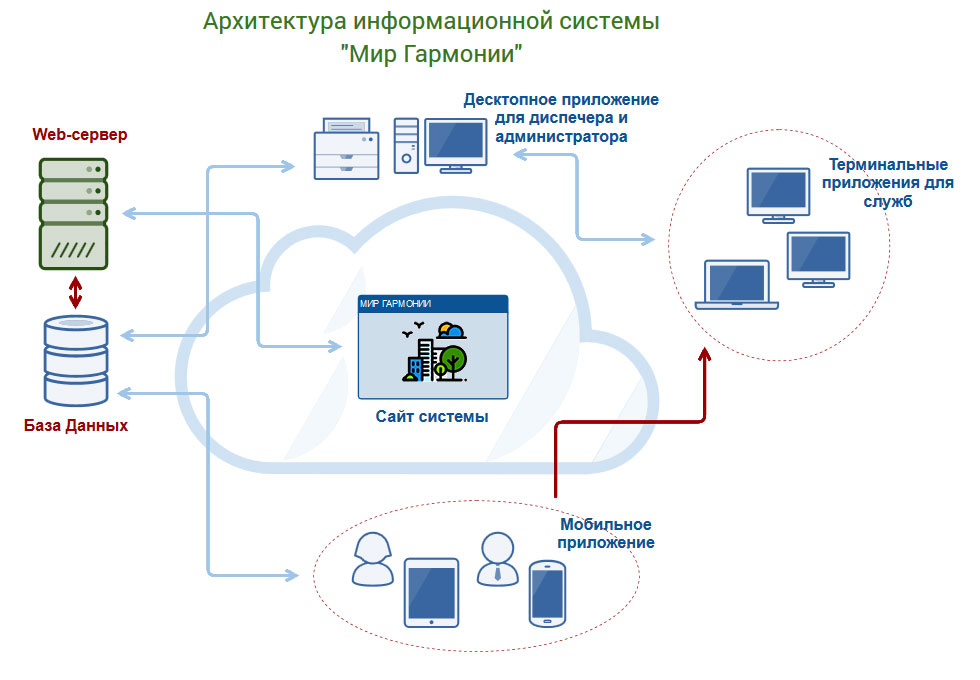 Архитектура информационной системы
"Мир Гармонии"
Десктопное приложение
для диспечера и
администратора
Web-сервер
Терминальные
приложения для
служб
МИР ГАРМОНИИ
Сайт системы
База Данных
Мобильное
приложение